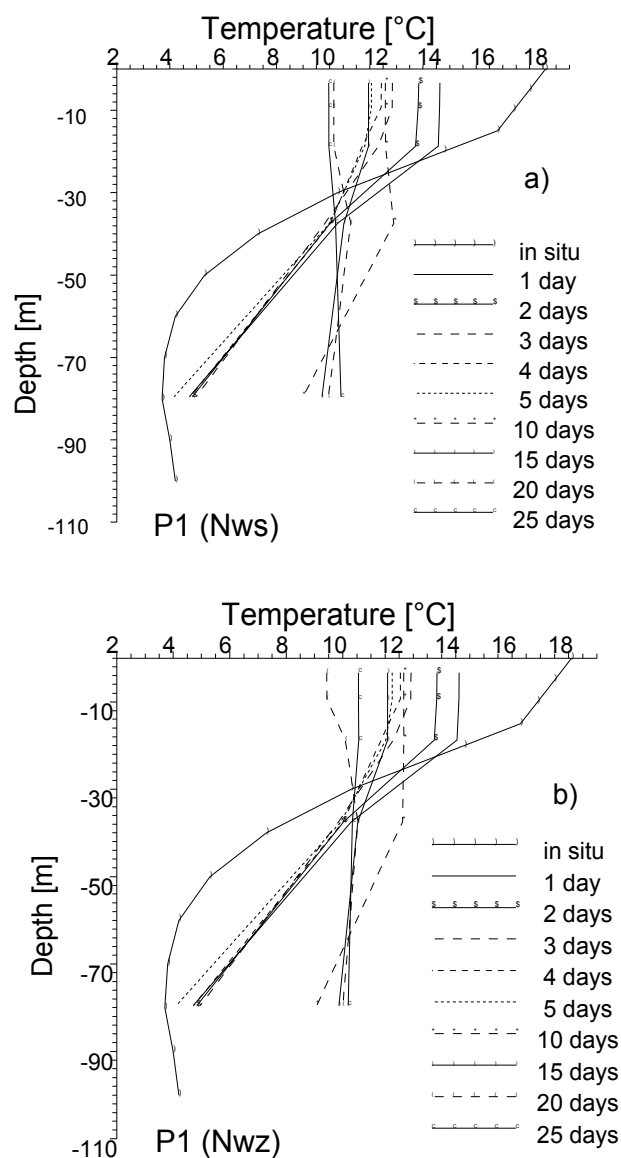 Temperature [°C]
2 4 6 8 10 12 14 16 18
-10
a)
-30
in situ
-50
1 day
2 days
Depth [m]
3 days
-70
4 days
5 days
-90
10 days
15 days
20 days
-110
P1 (Nws)
25 days
Temperature [°C]
2 4 6 8 10 12 14 16 18
-10
-30
b)
in situ
-50
1 day
2 days
Depth [m]
3 days
-70
4 days
5 days
-90
10 days
15 days
20 days
-110
P1 (Nwz)
25 days